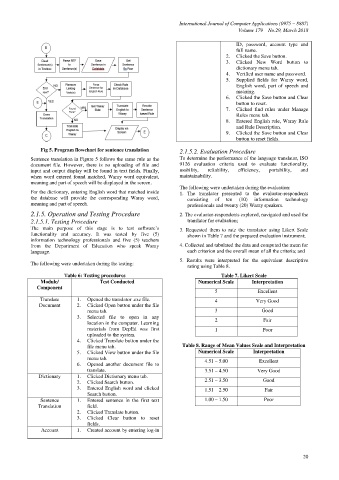 International Journal of Computer Applications (0975 – 8887)
Volume 179 – No.29, March 2018
B
Start
YES
NO
E
C
E
Fig 5. Program flowchart for sentence translation
Sentence translation in Figure 5 follows the same rule as the
document file. However, there is no uploading of file and
input and output display will be found in text fields. Finally,
when word entered found matched, Waray word equivalent,
meaning and part of speech will be displayed in the screen.
For the dictionary, entering English word that matched inside
the database will provide the corresponding Waray word,
meaning and part of speech.
2.1.5. Operation and Testing Procedure
2.1.5.1. Testing Procedure
The main purpose of this stage is to test software's
functionality and accuracy. It was tested by five (5)
information technology professionals and five (5) teachers
from the Department of Education who speak Waray
language.
The following were undertaken during the testing:
Table 6: Testing procedures
Module/ Component
Test Conducted
Translate Document
1. Opened the translator .exe file.
2. Clicked Open button under the file
menu tab.
3. Selected file to open in any
location in the computer. Learning
materials from DepEd was first
uploaded to the system.
4. Clicked Translate button under the
file menu tab.
5. Clicked View button under the file
menu tab.
6. Opened another document file to
translate.
Dictionary
1. Clicked Dictionary menu tab.
2. Clicked Search button.
3. Entered English word and clicked
Search button.
Sentence Translation
1. Entered sentence in the first text
field.
2. Clicked Translate button.
3. Clicked Clear button to reset
fields.
Account
1. Created account by entering log-in
ID, password, account type and
full name.
2. Clicked the Save button.
3. Clicked New Word button to
dictionary menu tab.
4. Verified user name and password.
5. Supplied fields for Waray word,
English word, part of speech and
meaning.
6. Clicked the Save button and Clear
button to reset.
7. Clicked find rules under Manage
Rules menu tab.
8. Entered English rule, Waray Rule
and Rule Description.
9. Clicked the Save button and Clear
button to reset fields.
2.1.5.2. Evaluation Procedure
To determine the performance of the language translator, ISO
9126 evaluation criteria used to evaluate functionality,
usability, reliability, efficiency, portability, and
maintainability.
The following were undertaken during the evaluation:
1. The translator presented to the evaluator-respondents
consisting of ten (10) information technology
professionals and twenty (20) Waray speakers.
2. The evaluator-respondents explored, navigated and used the
translator for evaluation;
3. Requested them to rate the translator using Likert Scale
shown in Table 7 and the prepared evaluation instrument;
4. Collected and tabulated the data and computed the mean for
each criterion and the overall mean of all the criteria; and
5. Results were interpreted for the equivalent descriptive
rating using Table 8.
Table 7. Likert Scale
Numerical Scale Interpretation
5 Excellent
4 Very Good
3 Good
2 Fair
1 Poor
Table 8. Range of Mean Values Scale and Interpretation
Numerical Scale Interpretation
4.51 – 5.00 Excellent
3.51 – 4.50 Very Good
2.51 – 3.50 Good
1.51 – 2.50 Fair
1.00 – 1.50 Poor
20